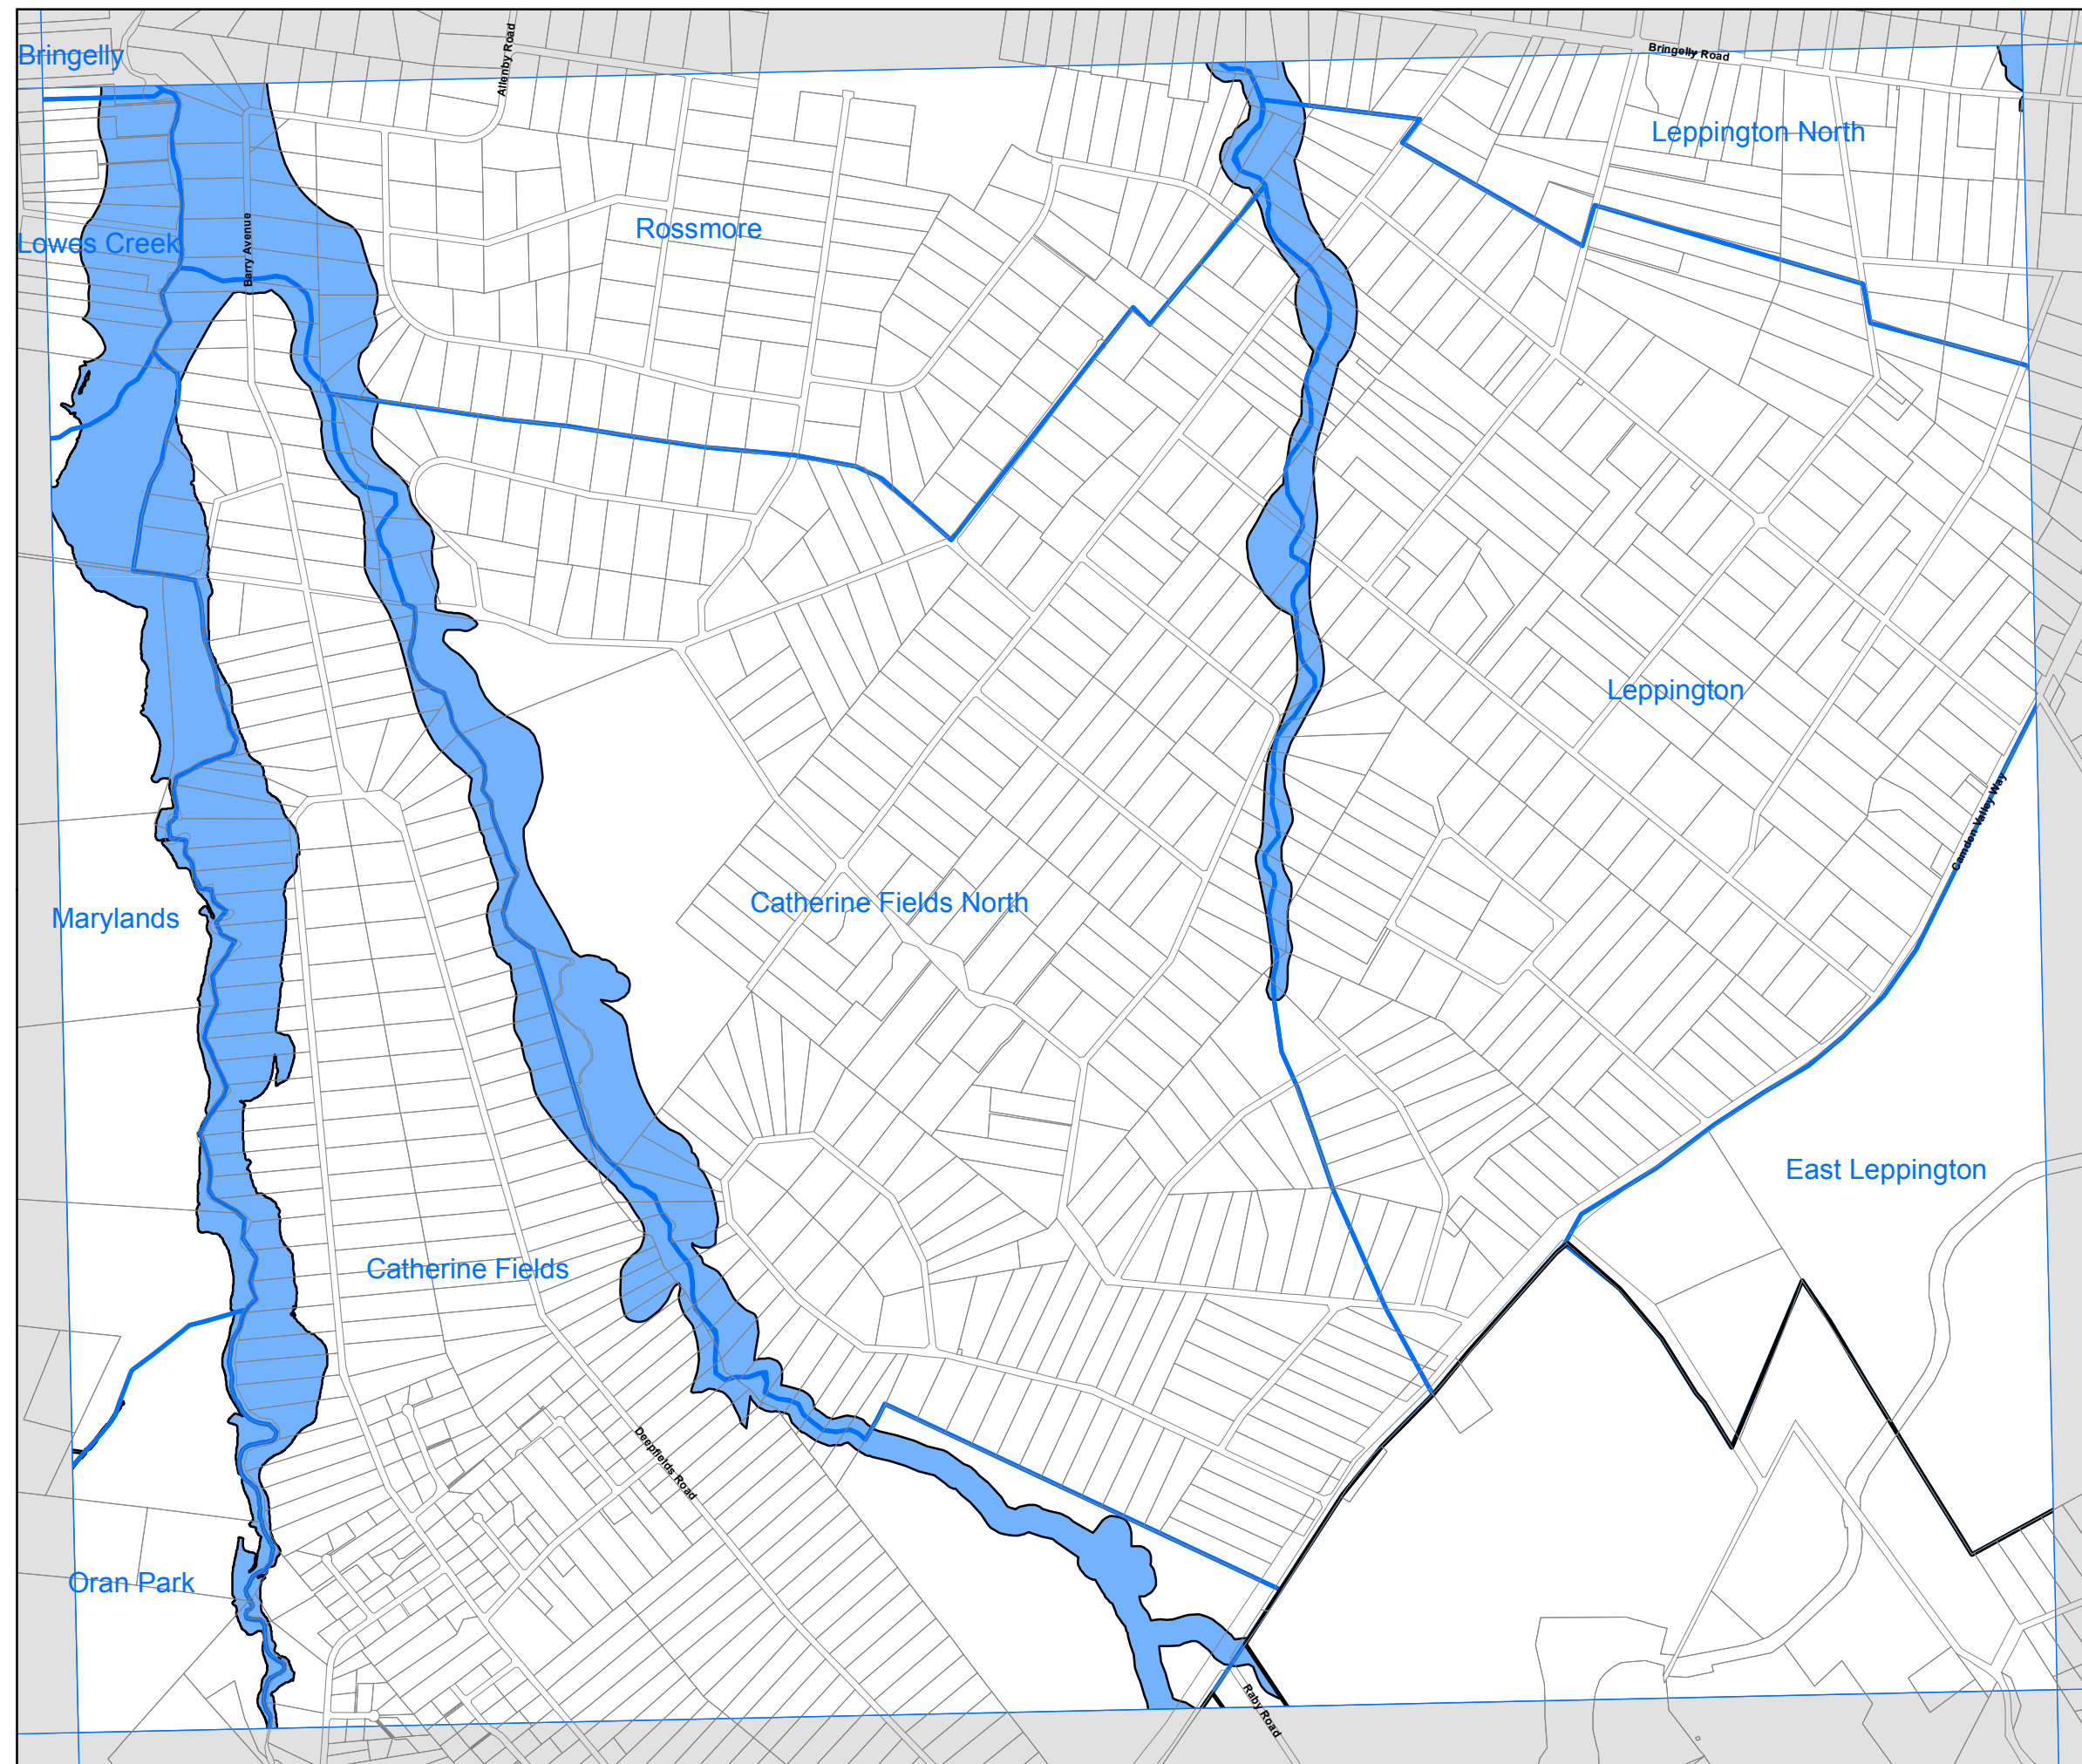 Allenby Road
Bringelly Road
Bringelly
Leppington North
Rossmore
Lowes Creek
Barry Avenue
Leppington
Camden Valley Way
Catherine Fields North
Marylands
East Leppington
Catherine Fields
Deepfields Road
Oran Park
Raby Road